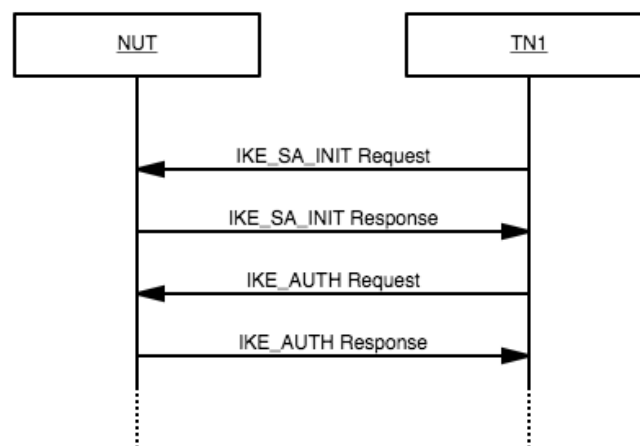 NUT
TN1
IKE_SA_INIT Request
IKE_SA_INIT Response
IKE_AUTH Request
IKE_AUTH Response